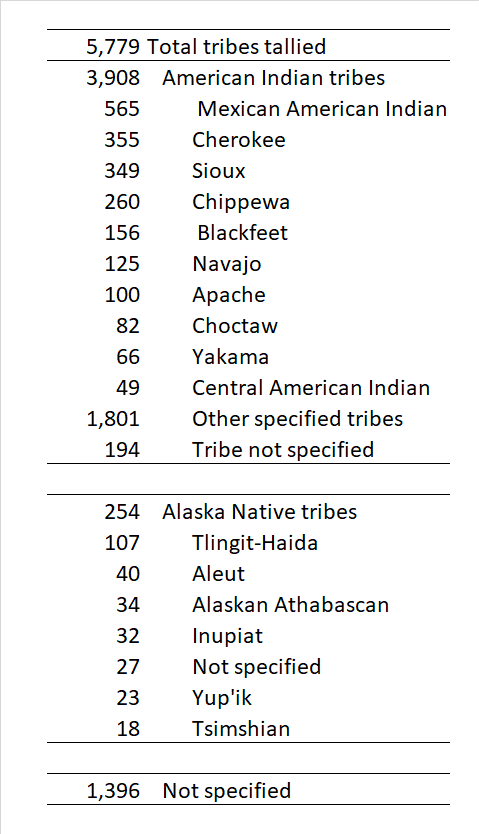 5,779 Total tribes tallied
3,908 American Indian tribes
565 Mexican American Indian
355 Cherokee
349 Sioux
260 Chippewa
156 Blackfeet
125 Navajo
100 Apache
82 Choctaw
66 Yakama
49 Central American Indian
1,801 Other specified tribes
194 Tribe not specified
254 Alaska Native tribes
107 Tlingit-Haida
40 Aleut
34 Alaskan Athabascan
32 Inupiat
27 Not specified
23 Yup'ik
18 Tsimshian
1,396 Not specified